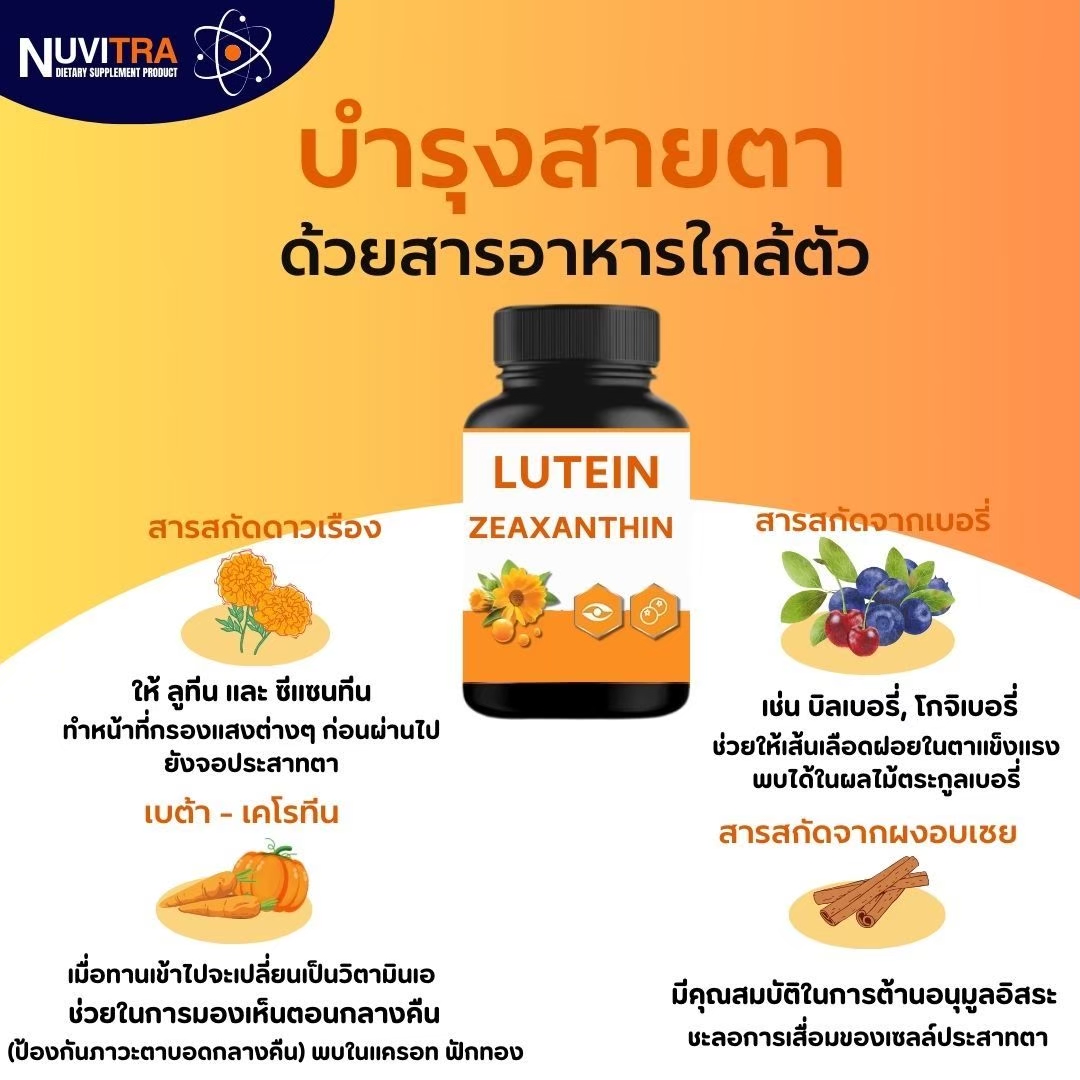 NUVITRA
DIETARY SUPPLEMENT PRODUCT
บำรุงสายตา
ด้วยสารอาหารใกล้ตัว
LUTEIN
ZEAXANTHIN
สารสกัดดาวเรือง
ให้ ลูทีน และ ซีแซนทีน
ทำหน้าที่กรองแสงต่างๆ ก่อนผ่านไป
ยังจอประสาทตา
สารสกัดจากเบอรี่
เช่น บิลเบอรี่, โกจิเบอรี่
ช่วยให้เส้นเลือดฝอยในตาแข็งแรง
พบได้ในผลไม้ตระกูลเบอรี่
เบต้า - เคโรทีน
เมื่อทานเข้าไปจะเปลี่ยนเป็นวิตามินเอ
ช่วยในการมองเห็นตอนกลางคืน
(ป้องกันภาวะตาบอดกลางคืน) พบในแครอท ฟักทอง
สารสกัดจากผงอบเชย
มีคุณสมบัติในการต้านอนุมูลอิสระ
ชะลอการเสื่อมของเซลล์ประสาทตา